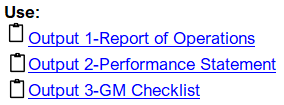 Use:
Output 1-Report of Operations
Output 2-Performance Statement
Output 3-GM Checklist